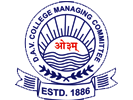 D.A.V. COLLEGE MANAGING COMMITTEE
ओ३म्
ESTD. 1886